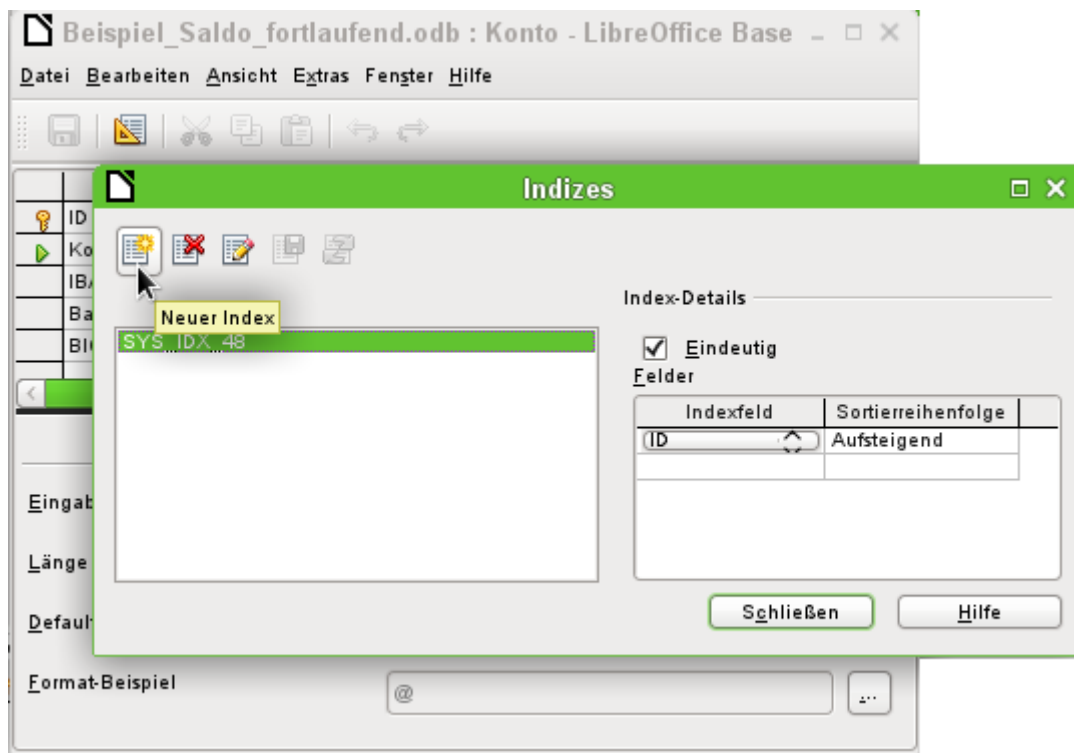 Beispiel_Saldo_fortlaufend.odb : Konto - LibreOffice Base
Datei Bearbeiten Ansicht Extras Fenster Hilfe
Indizes
ID
Ko
IBA
Ba
BI
Neuer Index
SYS_IDX_48
Index-Details
Eindeutig
Felder
Indexfeld Sortierreihenfolge
ID Aufsteigend
Schließen Hilfe
Eingab
Länge
Defaul
Format-Beispiel
@
...